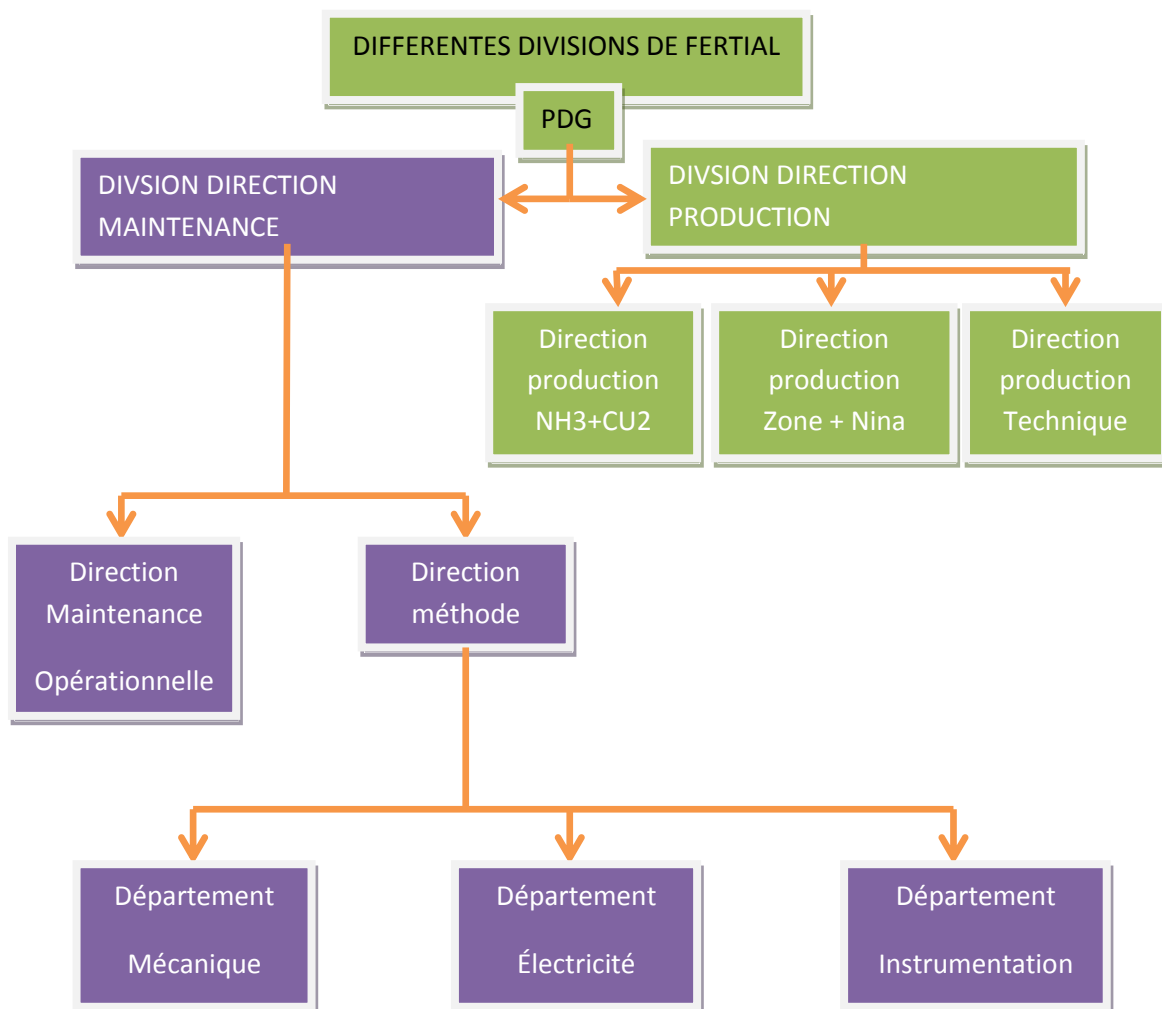 DIFFERENTES DIVISIONS DE FERTIAL
PDG
DIVSION DIRECTION
MAINTENANCE
DIVSION DIRECTION
PRODUCTION
Direction
production
NH3+CU2
Direction
production
Zone + Nina
Direction
production
Technique
Direction
Maintenance
Opérationnelle
Direction
méthode
Département
Mécanique
Département
Électricité
Département
Instrumentation